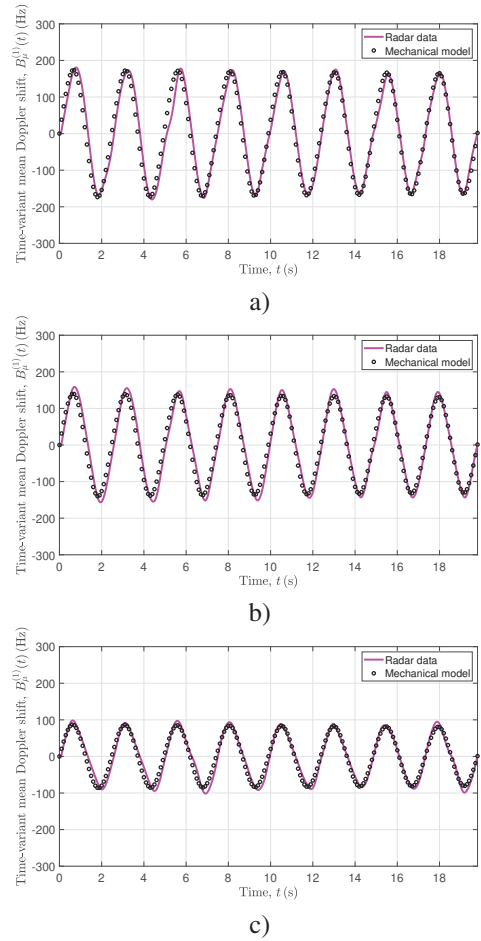 300
200
100
0
-100
-200
-300
Time-variant mean Doppler shift, B_μ^(1)(t) (Hz)
Radar data
Mechanical model
0 2 4 6 8 10 12 14 16 18
Time, t (s)
a)
300
200
100
0
-100
-200
-300
Time-variant mean Doppler shift, B_μ^(1)(t) (Hz)
Radar data
Mechanical model
0 2 4 6 8 10 12 14 16 18
Time, t (s)
b)
300
200
100
0
-100
-200
-300
Time-variant mean Doppler shift, B_μ^(1)(t) (Hz)
Radar data
Mechanical model
0 2 4 6 8 10 12 14 16 18
Time, t (s)
c)